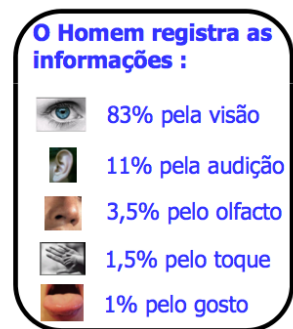 O Homem registra as
informações :
83% pela visão
11% pela audição
3,5% pelo olfacto
1,5% pelo toque
1% pelo gosto